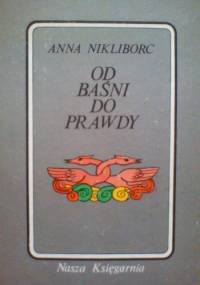 ANNA NIKLIBORC
OD
BAŚNI
DO
PRAWDY
Nasza Księgarnia